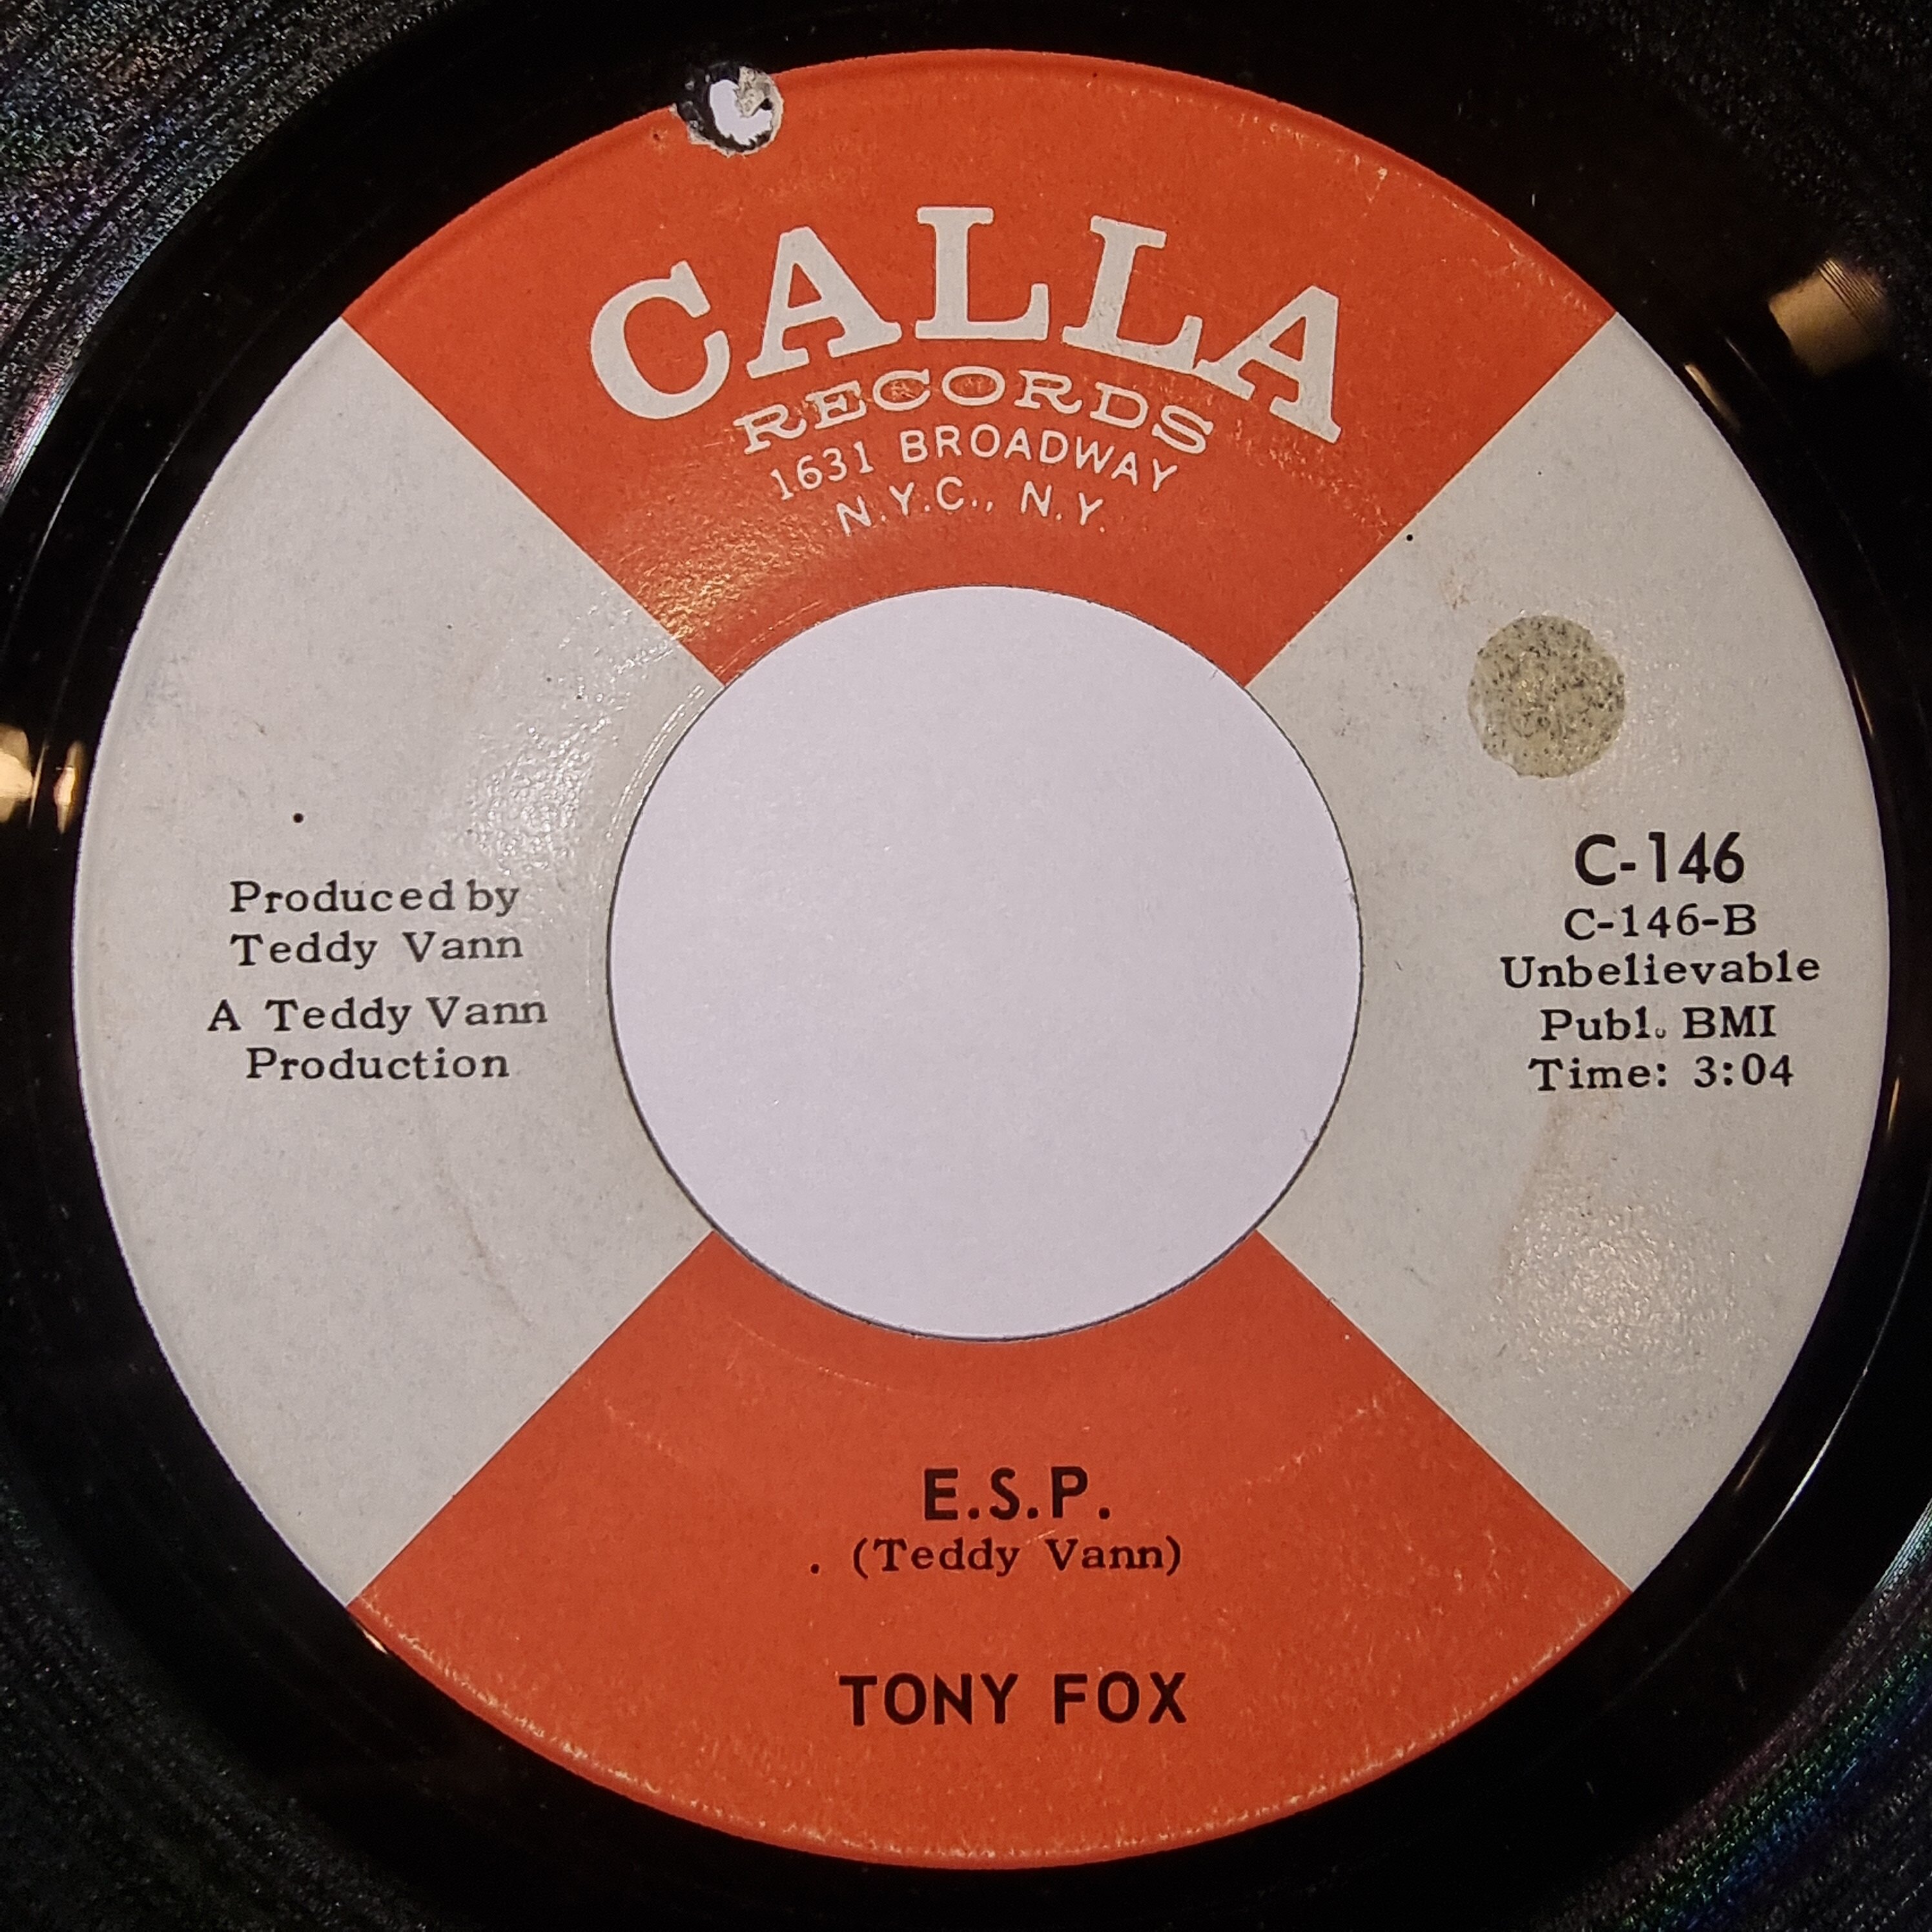 CALLA
RECORDS
1631 BROADWAY
N.Y.C., N.Y.
Produced by
Teddy Vann
A Teddy Vann
Production
C-146
C-146-B
Unbelievable
Publ. BMI
Time: 3:04
E.S.P.
(Teddy Vann)
TONY FOX